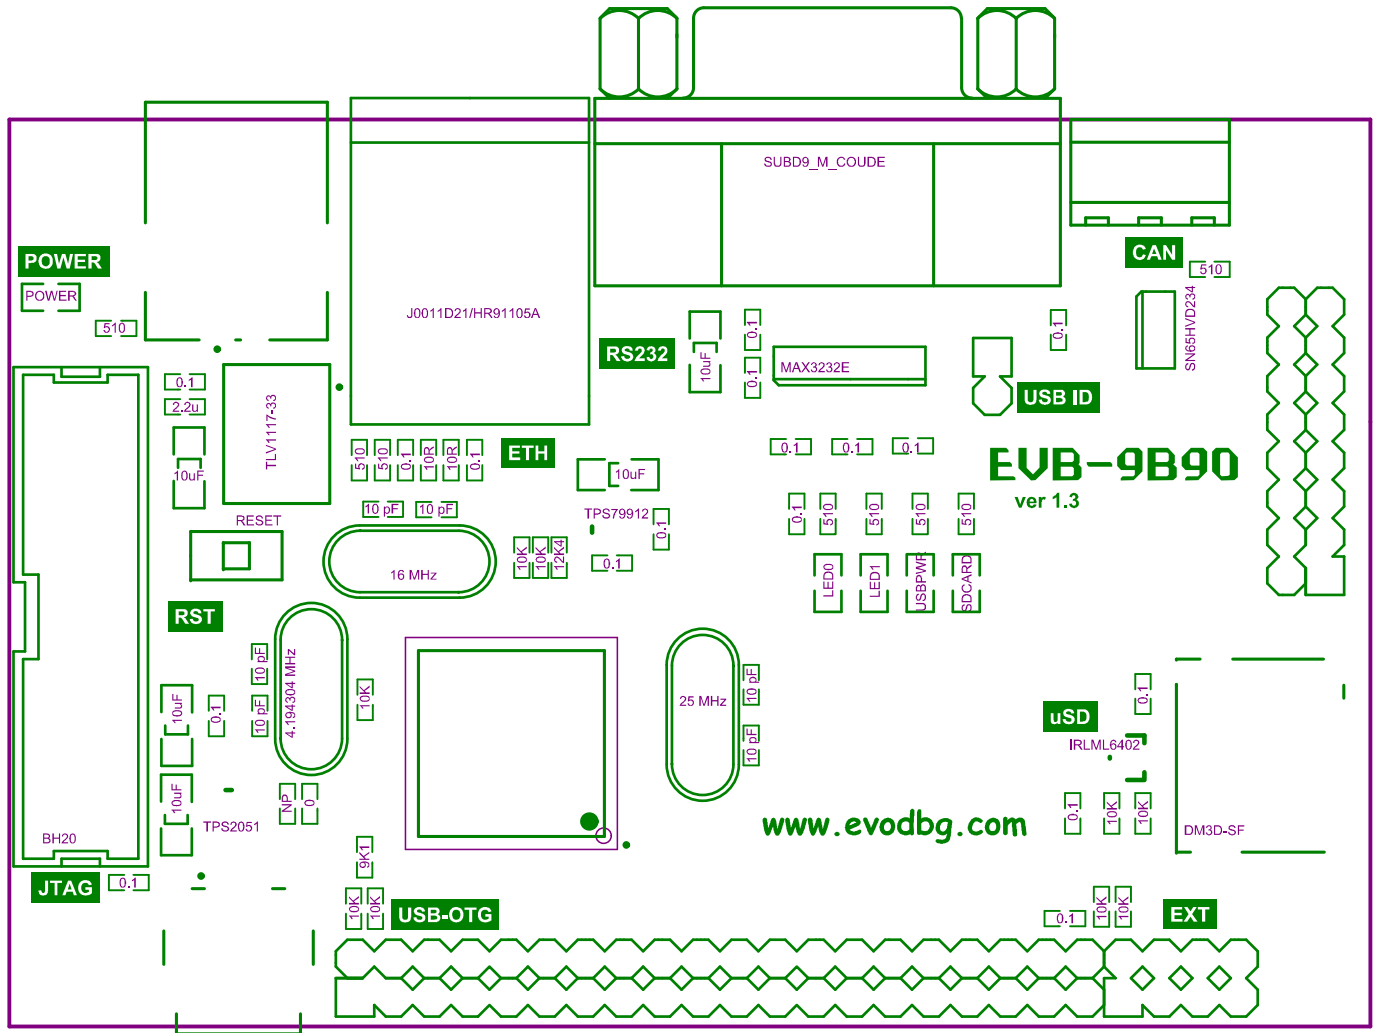 SUBD9_M_COUDE
CAN
510
SN65HVD234
POWER
POWER
510
J0011D21/HR91105A
RS232
10uF
0.1
0.1
MAX3232E
0.1
USB ID
0.1
2.2u
10uF
TLV1117-33
510
510
0.1
10R
10R
0.1
ETH
10uF
0.1
0.1
0.1
EVB-9B90
ver 1.3
10 pF
10 pF
TPS79912
0.1
0.1
0.1
510
510
510
510
RESET
16 MHz
10K
10K
12K4
LED0
LED1
USBPWR
SDCARD
RST
10 pF
10 pF
4.194304 MHz
10K
25 MHz
10 pF
10 pF
10uF
0.1
10uF
TPS2051
NP
0
uSD
IRLML6402
0.1
0.1
10K
10K
DM3D-SF
www.evodbg.com
BH20
JTAG
0.1
9K1
10K
10K
USB-OTG
0.1
10K
10K
EXT